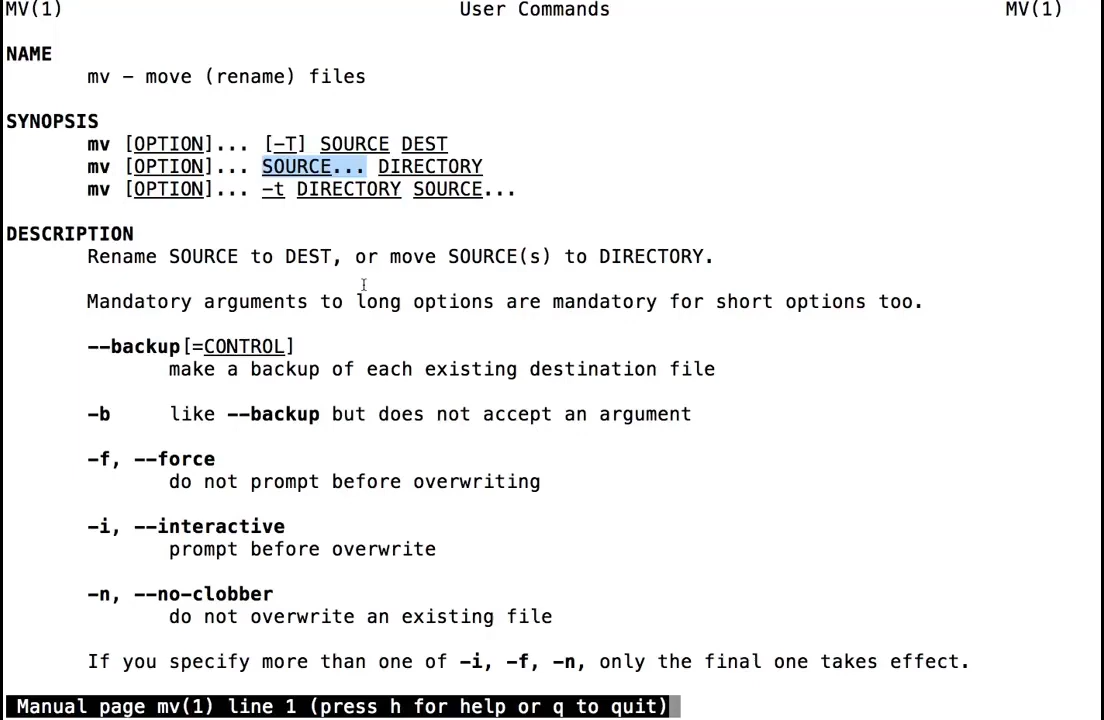 MV(1) User Commands MV(1)
NAME
mv – move (rename) files
SYNOPSIS
mv [OPTION]... [–T] SOURCE DEST
mv [OPTION]... SOURCE... DIRECTORY
mv [OPTION]... –t DIRECTORY SOURCE...
DESCRIPTION
Rename SOURCE to DEST, or move SOURCE(s) to DIRECTORY.
Mandatory arguments to long options are mandatory for short options too.
––backup[=CONTROL]
make a backup of each existing destination file
–b like ––backup but does not accept an argument
–f, ––force
do not prompt before overwriting
–i, ––interactive
prompt before overwrite
–n, ––no–clobber
do not overwrite an existing file
If you specify more than one of –i, –f, –n, only the final one takes effect.
Manual page mv(1) line 1 (press h for help or q to quit)